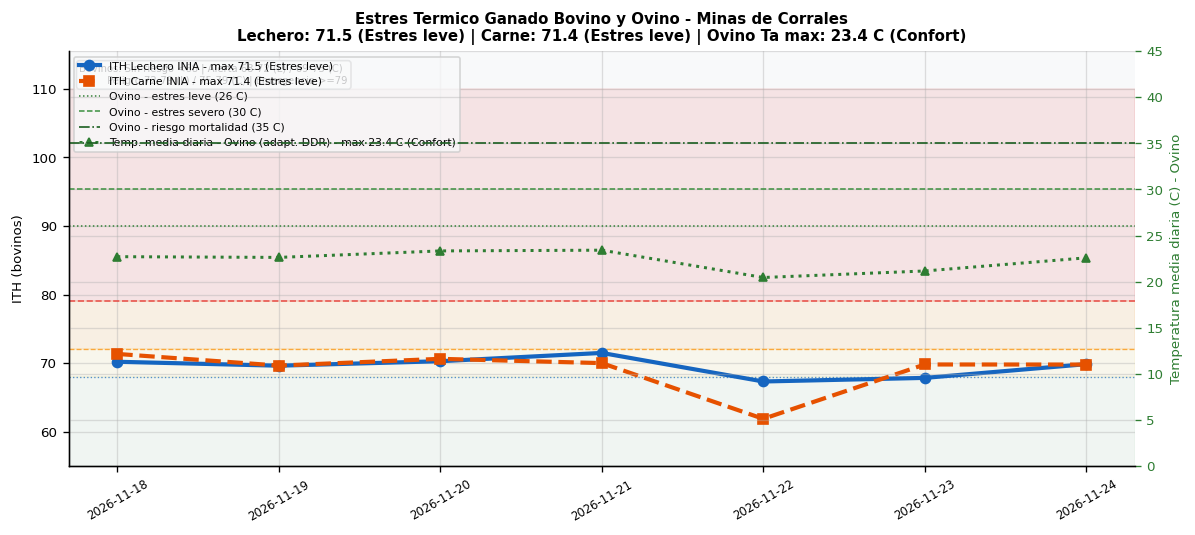 Estres Termico Ganado Bovino y Ovino - Minas de Corrales
Lechero: 71.5 (Estres leve) | Carne: 71.4 (Estres leve) | Ovino Ta max: 23.4 C (Confort)
ITH Lechero INIA - max 71.5 (Estres leve)
ITH Carne INIA - max 71.4 (Estres leve)
Ovino - estres leve (26 C)
Ovino - estres severo (30 C)
Ovino - riesgo mortalidad (35 C)
Temp. media diaria - Ovino (adapt. DDR) - max 23.4 C (Confort)
ITH (bovinos)
110
100
90
80
70
60
Temperatura media diaria (C) - Ovino
45
40
35
30
25
20
15
10
5
0
2026-11-18
2026-11-19
2026-11-20
2026-11-21
2026-11-22
2026-11-23
2026-11-24